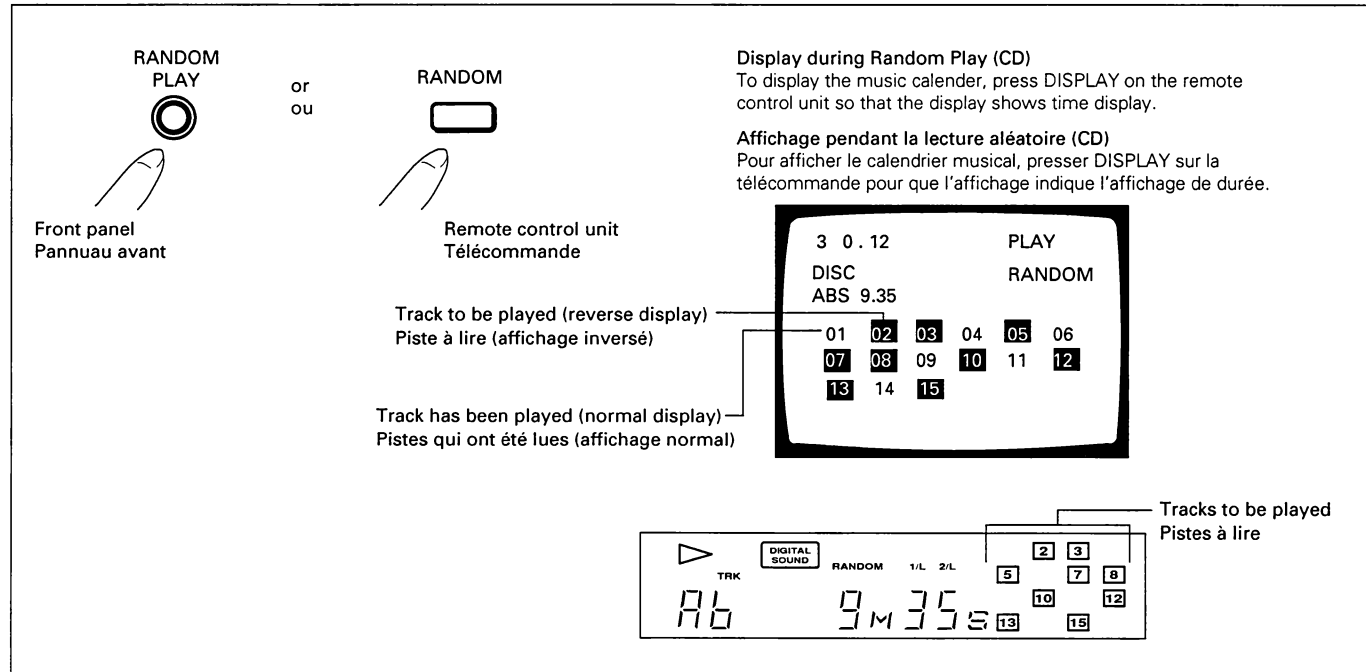 RANDOM
PLAY
or
ou
RANDOM
Front panel
Pannuau avant
Remote control unit
Télécommande
Display during Random Play (CD)
To display the music calender, press DISPLAY on the remote
control unit so that the display shows time display.
Affichage pendant la lecture aléatoire (CD)
Pour afficher le calendrier musical, presser DISPLAY sur la
télécommande pour que l'affichage indique l'affichage de durée.
3 0.12 PLAY
DISC RANDOM
ABS 9.35
01 02 03 04 05 06
07 08 09 10 11 12
13 14 15
Track to be played (reverse display)
Piste à lire (affichage inversé)
Track has been played (normal display)
Pistes qui ont été lues (affichage normal)
Tracks to be played
Pistes à lire
DIGITAL
SOUND
TRK RANDOM 1/L 2/L
Ab 9M35S
2 3
5 7 8
10 12
13 15